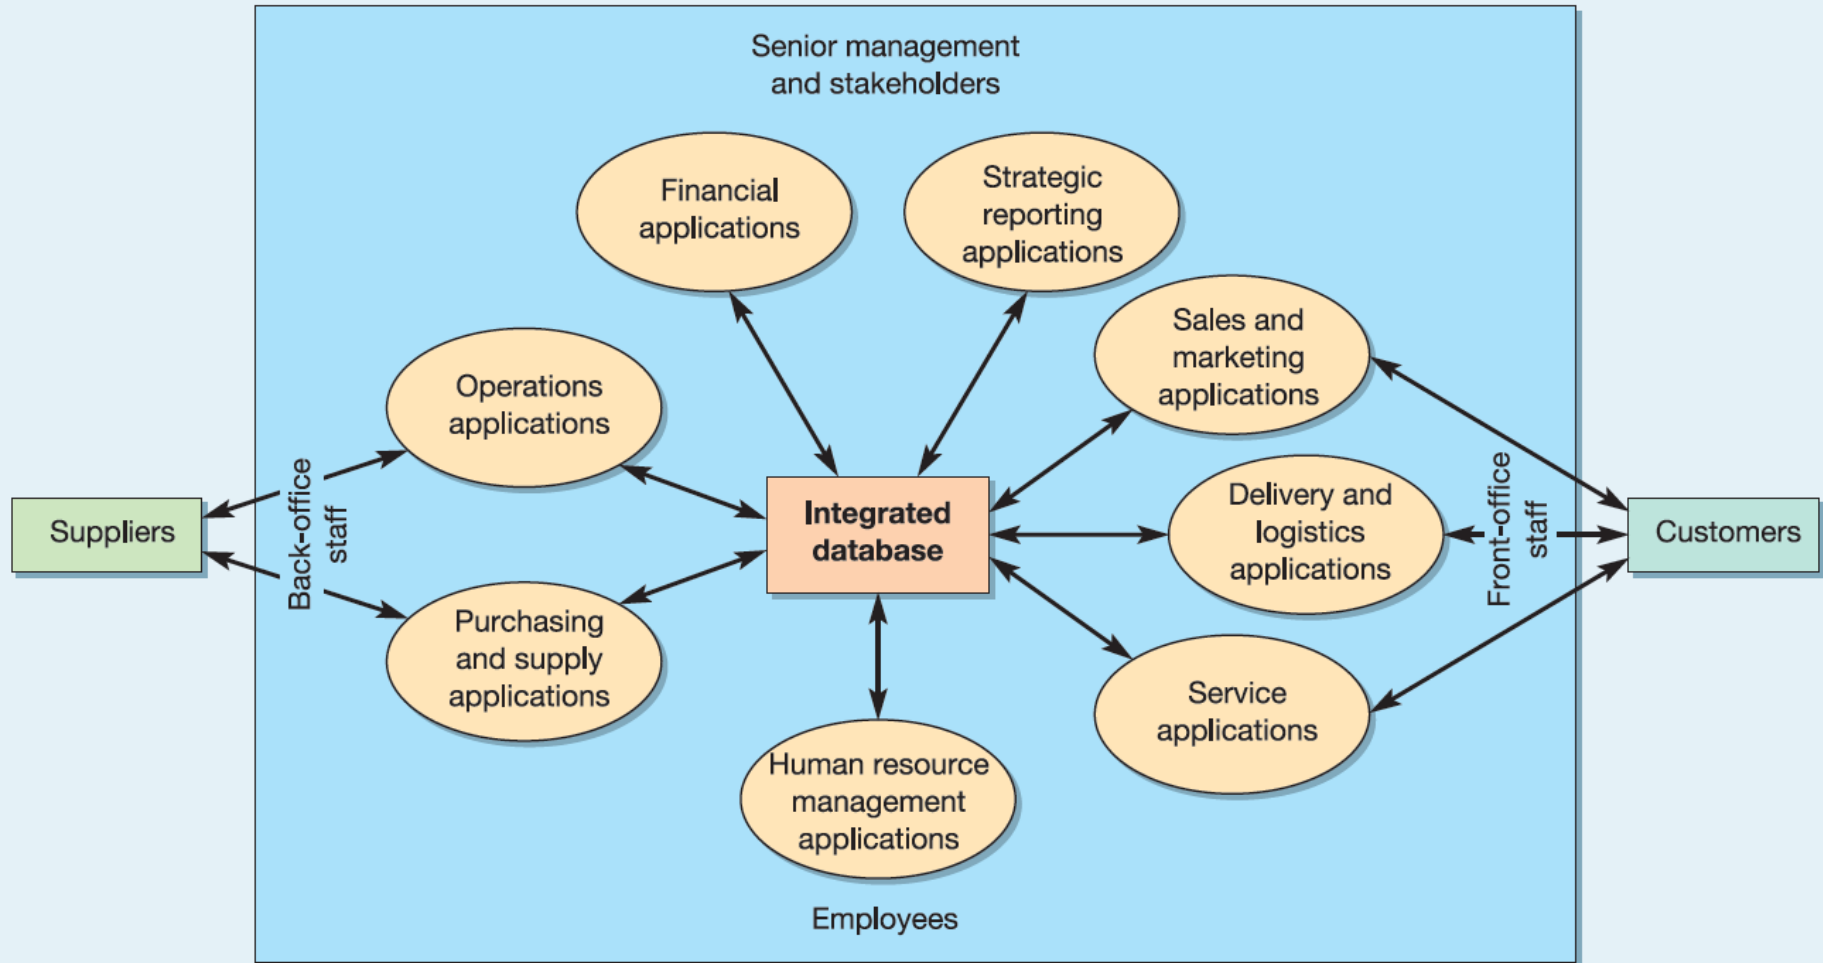 Senior management
and stakeholders
Financial
applications
Strategic
reporting
applications
Sales and
marketing
applications
Operations
applications
Suppliers
Back-office
staff
Integrated
database
Delivery and
logistics
applications
Front-office
staff
Customers
Purchasing
and supply
applications
Service
applications
Human resource
management
applications
Employees